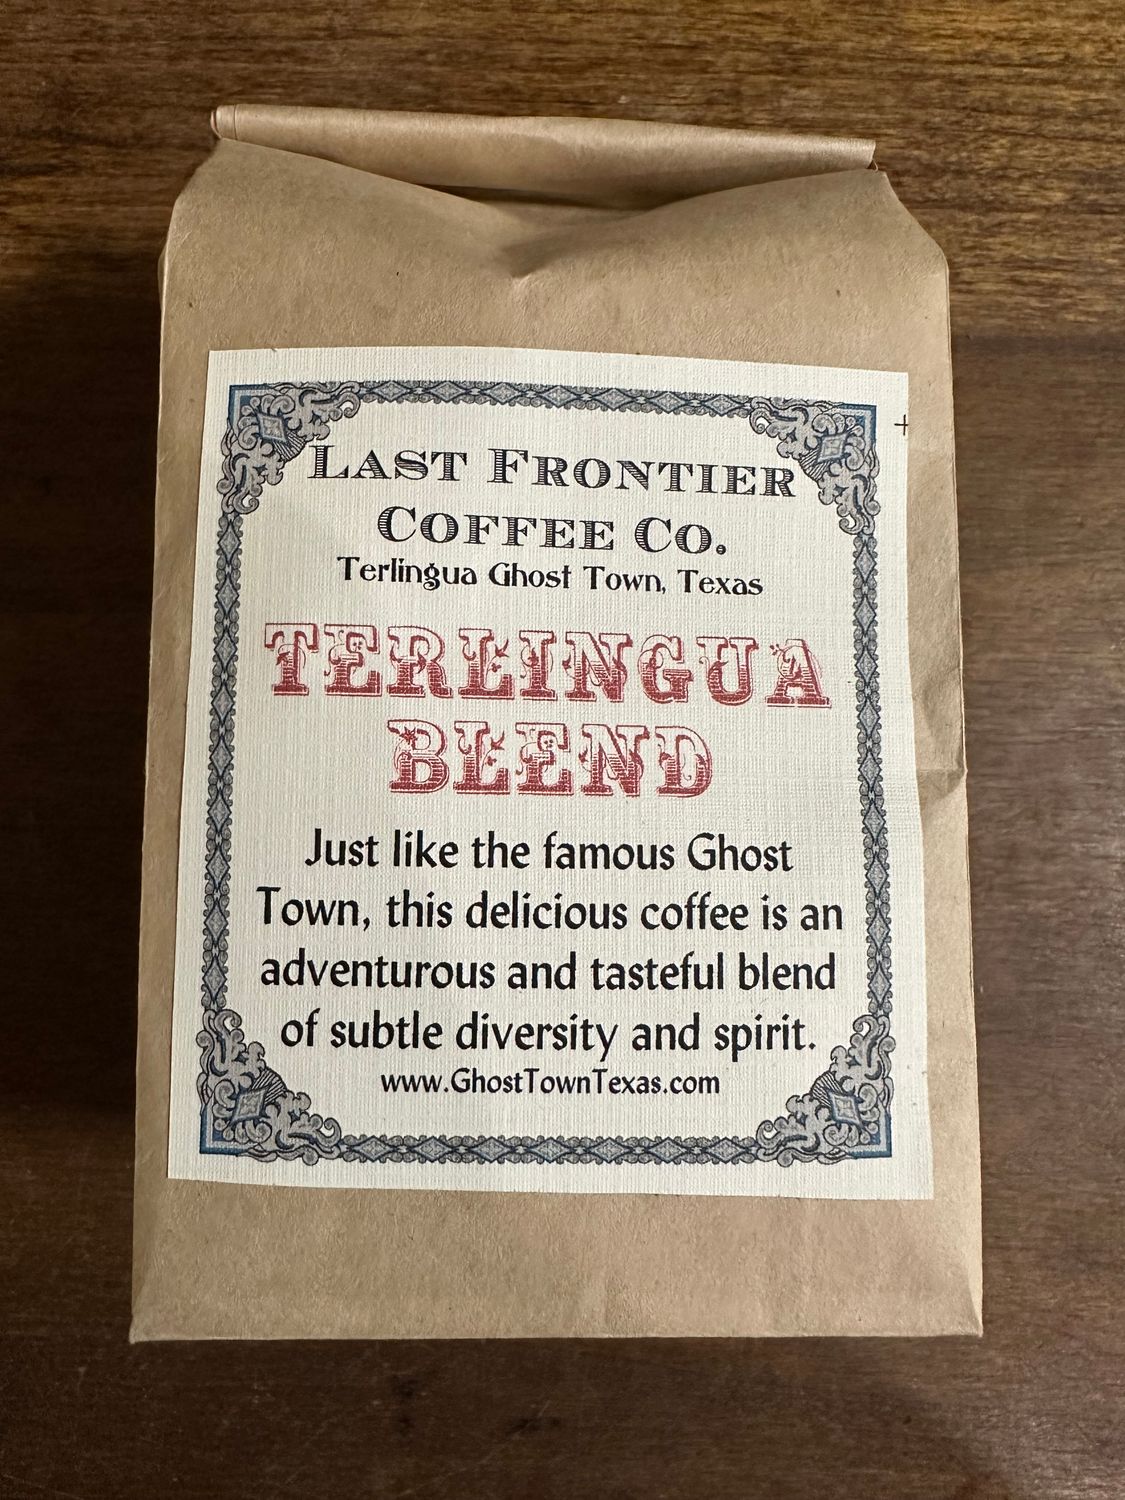 Last Frontier
Coffee Co.
Terlingua Ghost Town, Texas
TERLINGUA
BLEND
Just like the famous Ghost
Town, this delicious coffee is an
adventurous and tasteful blend
of subtle diversity and spirit.
www.GhostTownTexas.com